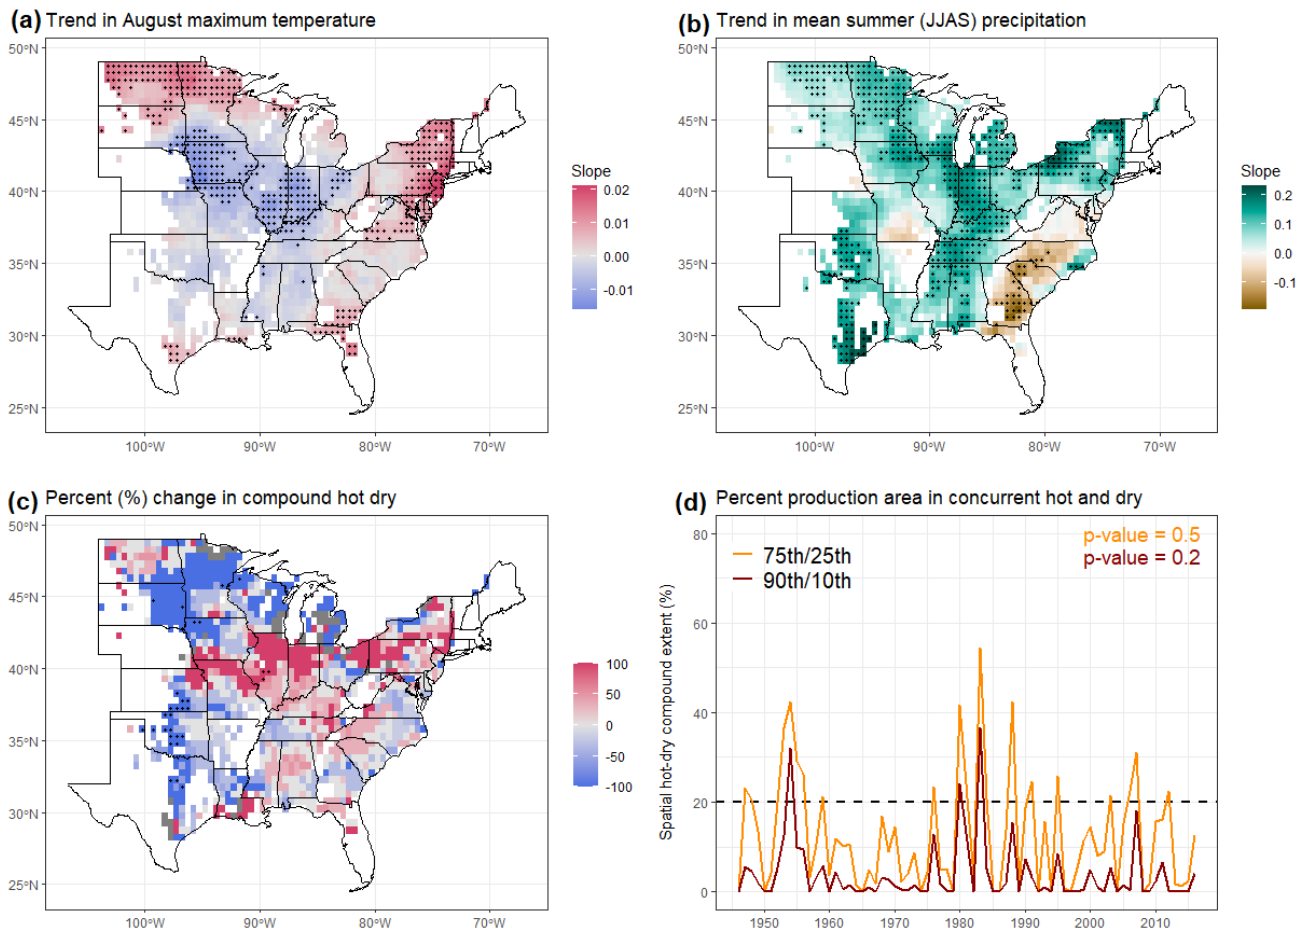 (a) Trend in August maximum temperature
50°N
45°N
40°N
35°N
30°N
25°N
100°W
90°W
80°W
70°W
Slope
0.02
0.01
0.00
-0.01
(b) Trend in mean summer (JJAS) precipitation
50°N
45°N
40°N
35°N
30°N
25°N
100°W
90°W
80°W
70°W
Slope
0.2
0.1
0.0
-0.1
(c) Percent (%) change in compound hot dry
50°N
45°N
40°N
35°N
30°N
25°N
100°W
90°W
80°W
70°W
100
50
0
-50
-100
(d) Percent production area in concurrent hot and dry
Spatial hot-dry compound extent (%)
80
60
40
20
0
75th/25th
90th/10th
p-value = 0.5
p-value = 0.2
1950
1960
1970
1980
1990
2000
2010